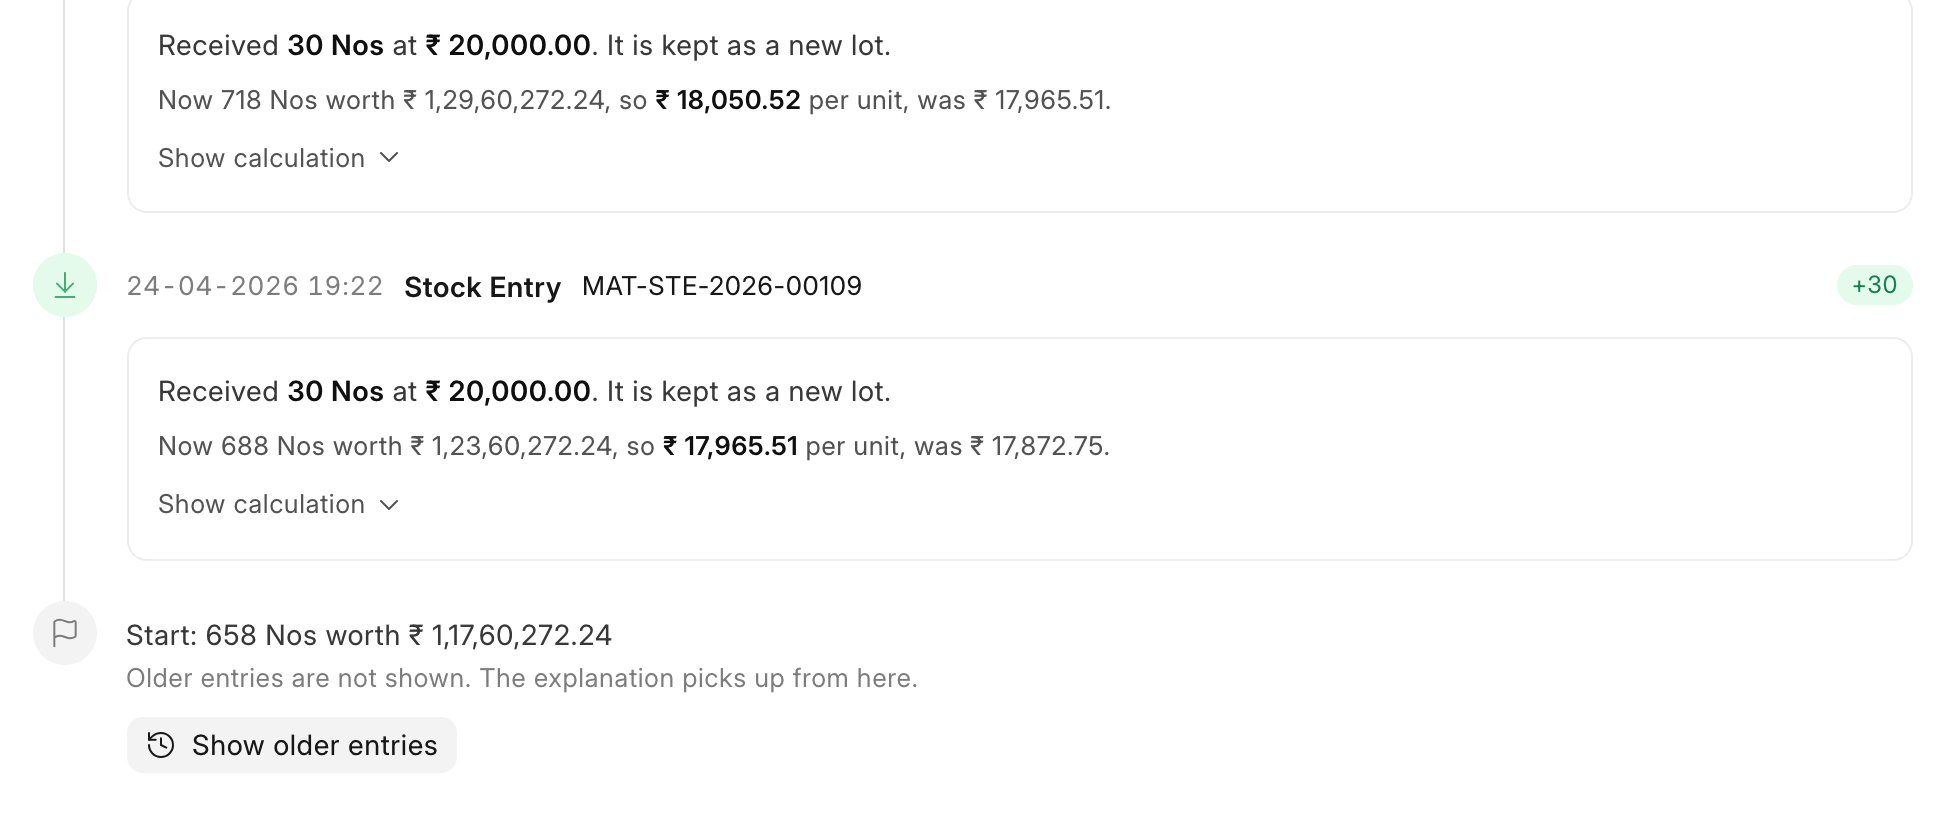 Received 30 Nos at ₹ 20,000.00. It is kept as a new lot.
Now 718 Nos worth ₹ 1,29,60,272.24, so ₹ 18,050.52 per unit, was ₹ 17,965.51.
Show calculation
24-04-2026 19:22 Stock Entry MAT-STE-2026-00109 +30
Received 30 Nos at ₹ 20,000.00. It is kept as a new lot.
Now 688 Nos worth ₹ 1,23,60,272.24, so ₹ 17,965.51 per unit, was ₹ 17,872.75.
Show calculation
Start: 658 Nos worth ₹ 1,17,60,272.24
Older entries are not shown. The explanation picks up from here.
Show older entries